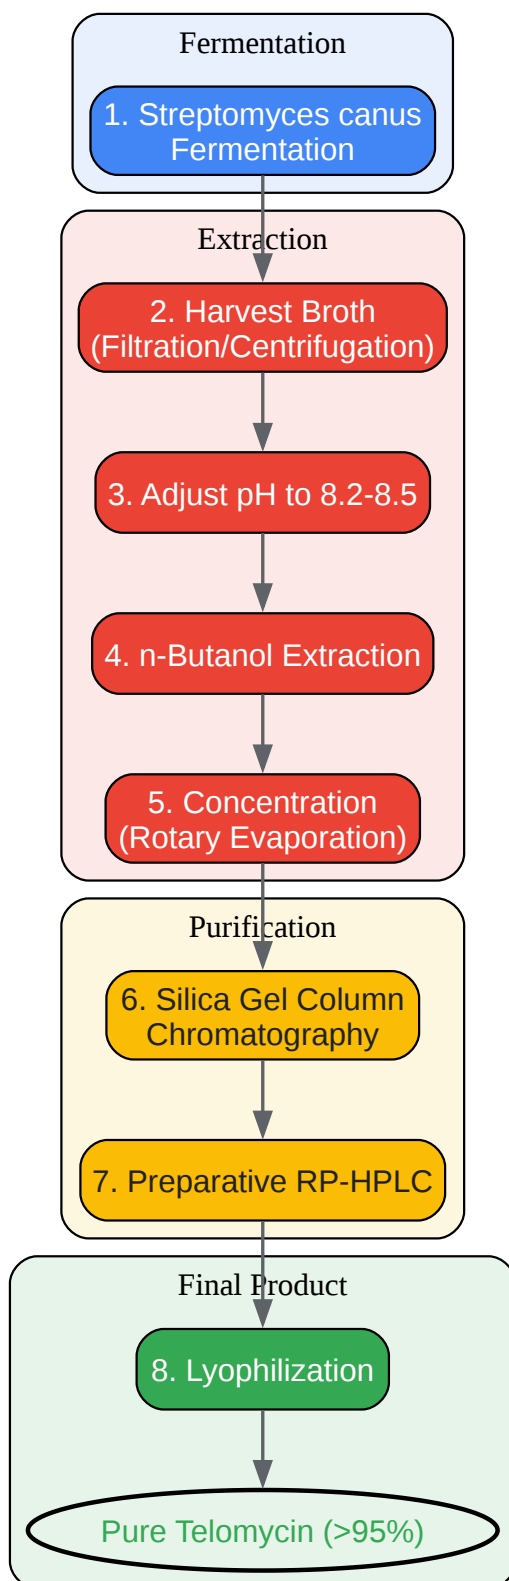 Fermentation
1. Streptomyces canus
Fermentation
Extraction
2. Harvest Broth
(Filtration/Centrifugation)
3. Adjust pH to 8.2-8.5
4. n-Butanol Extraction
5. Concentration
(Rotary Evaporation)
Purification
6. Silica Gel Column
Chromatography
7. Preparative RP-HPLC
Final Product
8. Lyophilization
Pure Telomycin (>95%)